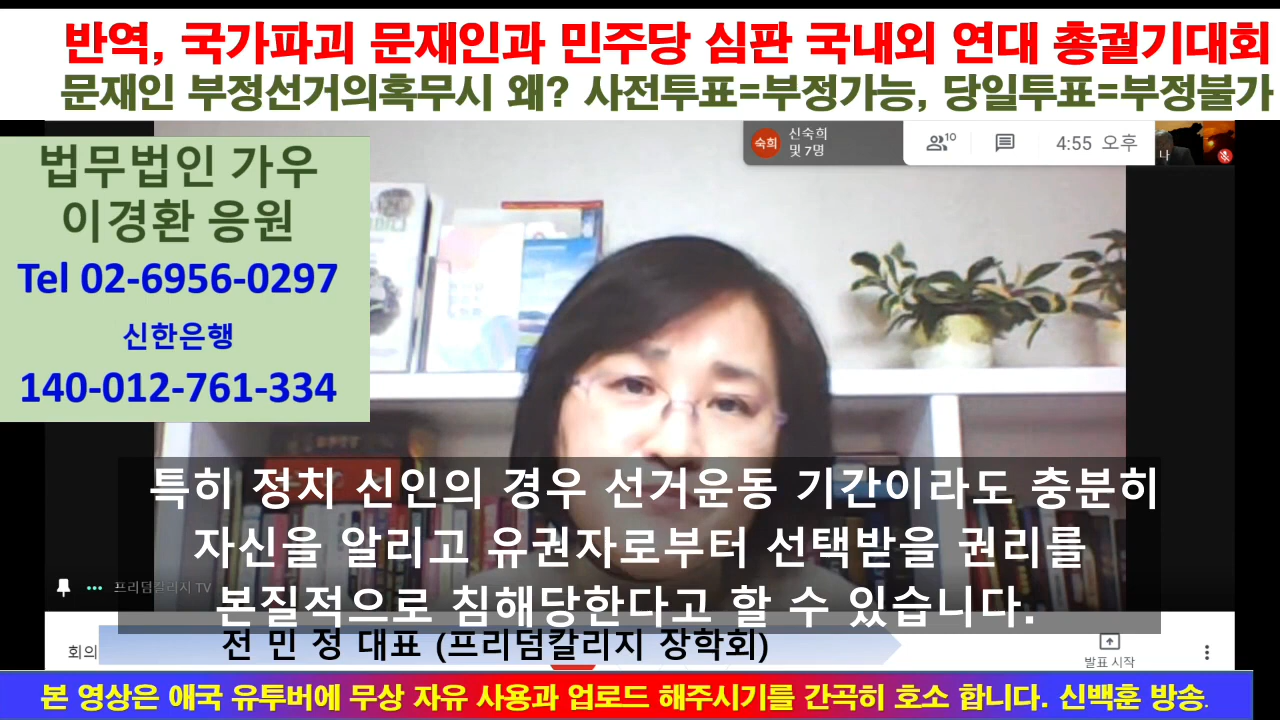 반역, 국가파괴 문재인과 민주당 심판 국내외 연대 총궐기대회
문재인 부정선거의혹무시 왜? 사전투표=부정가능, 당일투표=부정불가
법무법인 가우
이경환 응원
Tel 02-6956-0297
신한은행
140-012-761-334
숙희
신숙희
및 7명
10
4:55 오후
나
특히 정치 신인의 경우 선거운동 기간이라도 충분히
자신을 알리고 유권자로부터 선택받을 권리를
본질적으로 침해당한다고 할 수 있습니다.
프리덤칼리지 TV
회의
전 민 정 대표 (프리덤칼리지 장학회)
발표 시작
본 영상은 애국 유투버에 무상 자유 사용과 업로드 해주시기를 간곡히 호소 합니다. 신백훈 방송.